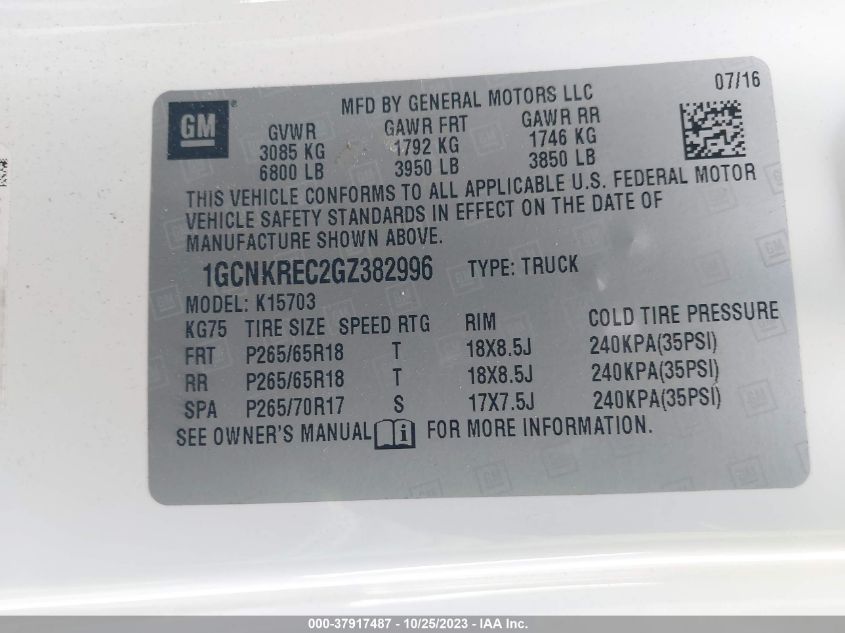 07/16
GM
MFD BY GENERAL MOTORS LLC
GVWR GAWR FRT GAWR RR
3085 KG 1792 KG 1746 KG
6800 LB 3950 LB 3850 LB
THIS VEHICLE CONFORMS TO ALL APPLICABLE U.S. FEDERAL MOTOR
VEHICLE SAFETY STANDARDS IN EFFECT ON THE DATE OF
MANUFACTURE SHOWN ABOVE.
1GCNKREC2GZ382996 TYPE: TRUCK
MODEL: K15703
KG75 TIRE SIZE SPEED RTG RIM COLD TIRE PRESSURE
FRT P265/65R18 T 18X8.5J 240KPA(35PSI)
RR P265/65R18 T 18X8.5J 240KPA(35PSI)
SPA P265/70R17 S 17X7.5J 240KPA(35PSI)
SEE OWNER'S MANUAL FOR MORE INFORMATION.
000-37917487 - 10/25/2023 - IAA Inc.